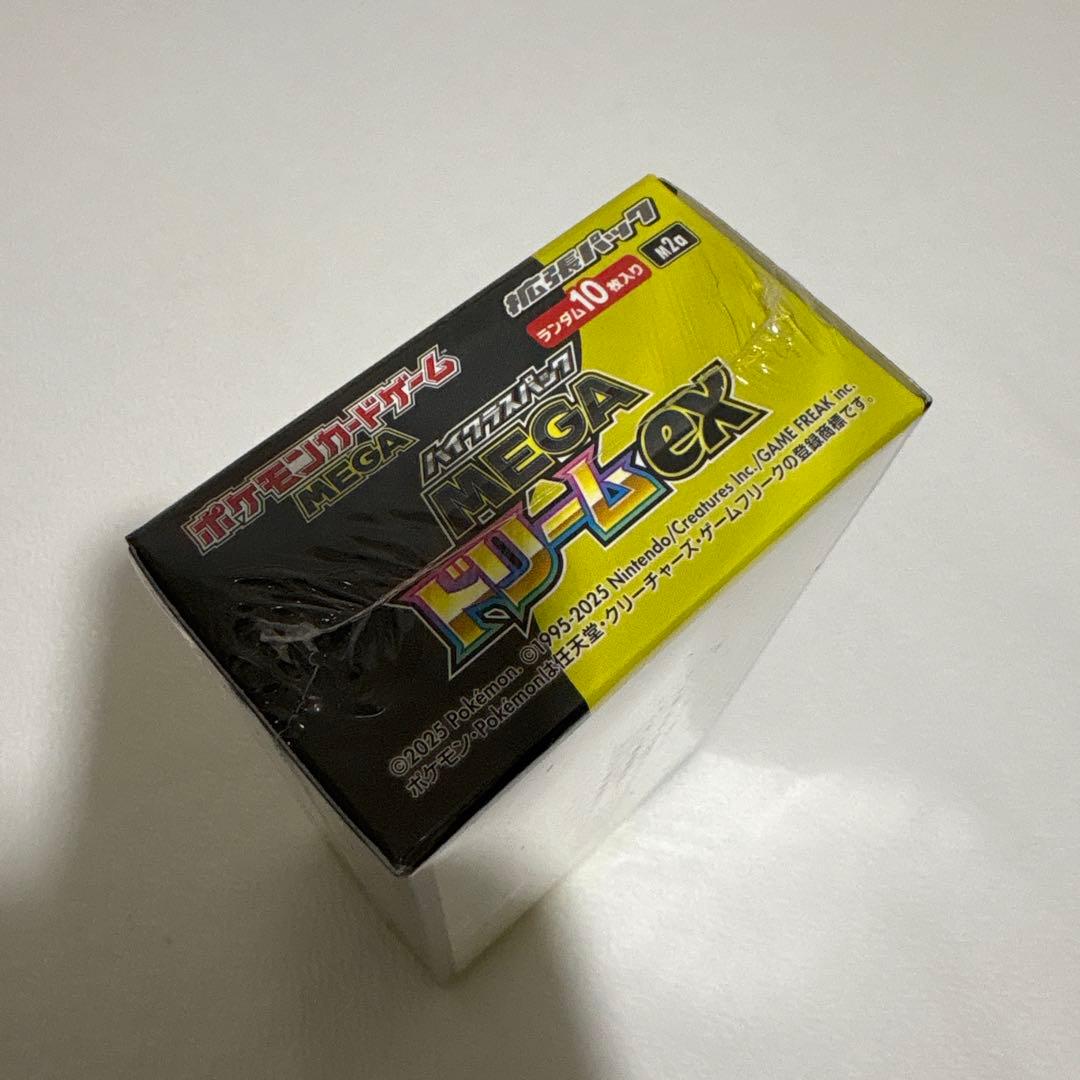 ポケモンカードゲーム
MEGA
拡張パック
ランダム10枚入り
M2a
ハイクラスパック
MEGA
ドリームex
©2025 Pokémon. ©1995-2025 Nintendo/Creatures Inc./GAME FREAK inc.
ポケモン・Pokémonは任天堂・クリーチャーズ・ゲームフリークの登録商標です。